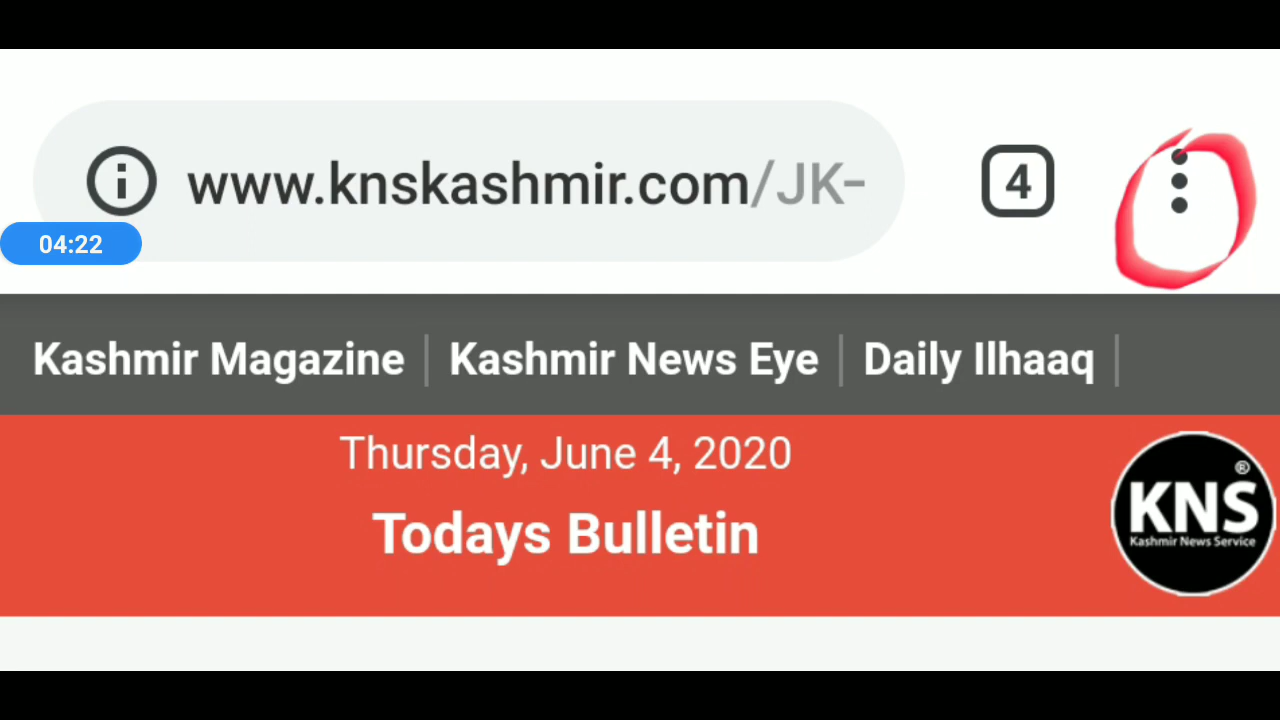 www.knskashmir.com/JK-
4
04:22
Kashmir Magazine Kashmir News Eye Daily Ilhaaq
Thursday, June 4, 2020
Todays Bulletin
KNS®
Kashmir News Service